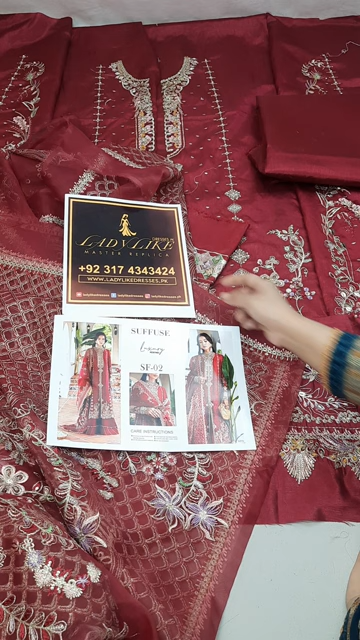 LADYLIKE
MASTER REPLICA
+92 317 4343424
WWW.LADYLIKEDRESSES.PK
SUFFUSE
luxury
SF-02
CARE INSTRUCTIONS